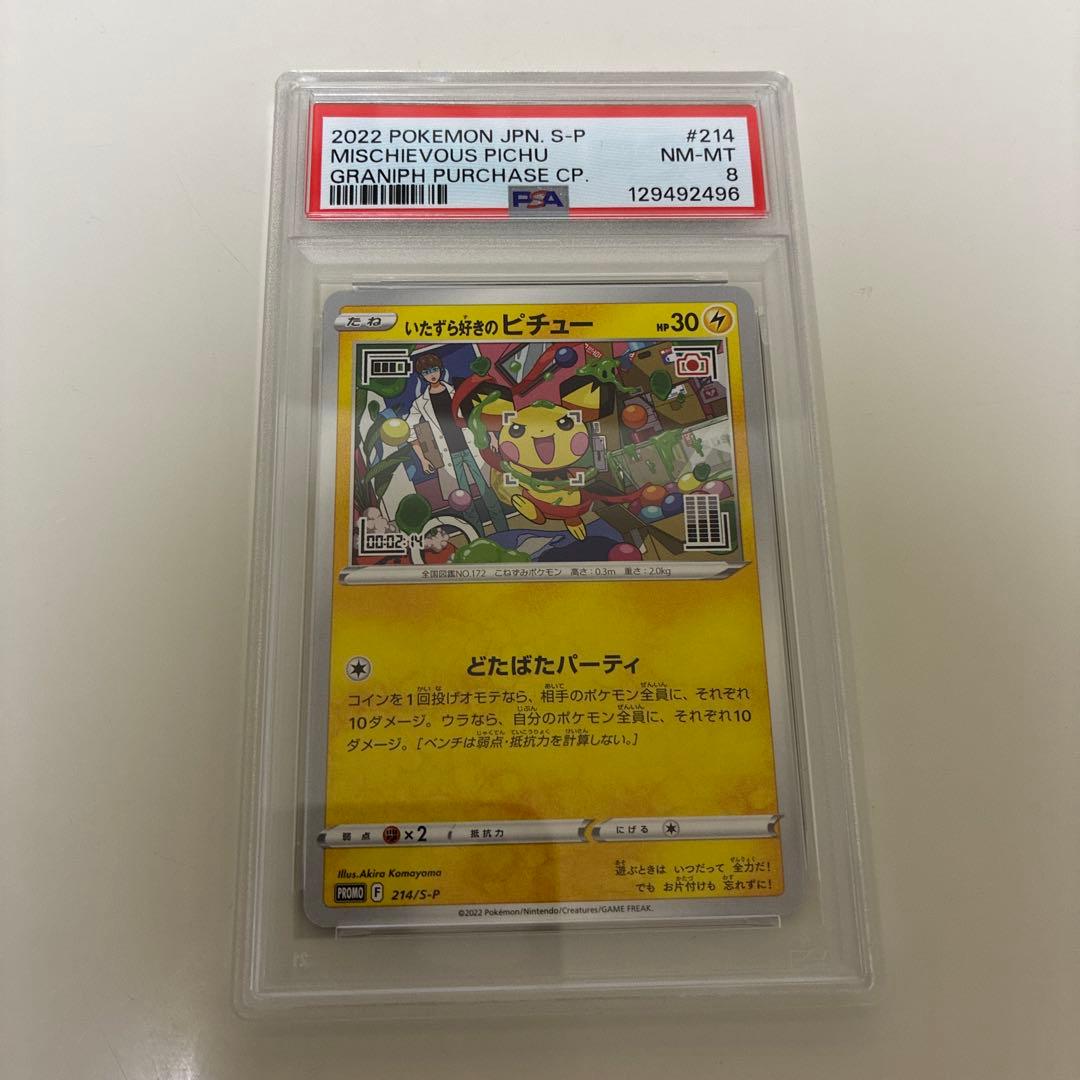 2022 POKEMON JPN. S-P #214
MISCHIEVOUS PICHU NM-MT
GRANIPH PURCHASE CP. 8
PSA 129492496
たね いたずら好きの ピチュー HP30
00:02:14
全国図鑑NO.172 こねずみポケモン 高さ:0.3m 重さ:2.0kg
どたばたパーティ
コインを1回投げオモテなら、相手のポケモン全員に、それぞれ
10ダメージ。ウラなら、自分のポケモン全員に、それぞれ10
ダメージ。[ベンチは弱点・抵抗力を計算しない。]
弱点 ×2 抵抗力 にげる
Illus.Akira Komayama
遊ぶときは いつだって 全力だ!
でも お片付けも 忘れずに!
PROMO F 214/S-P
©2022 Pokémon/Nintendo/Creatures/GAME FREAK.